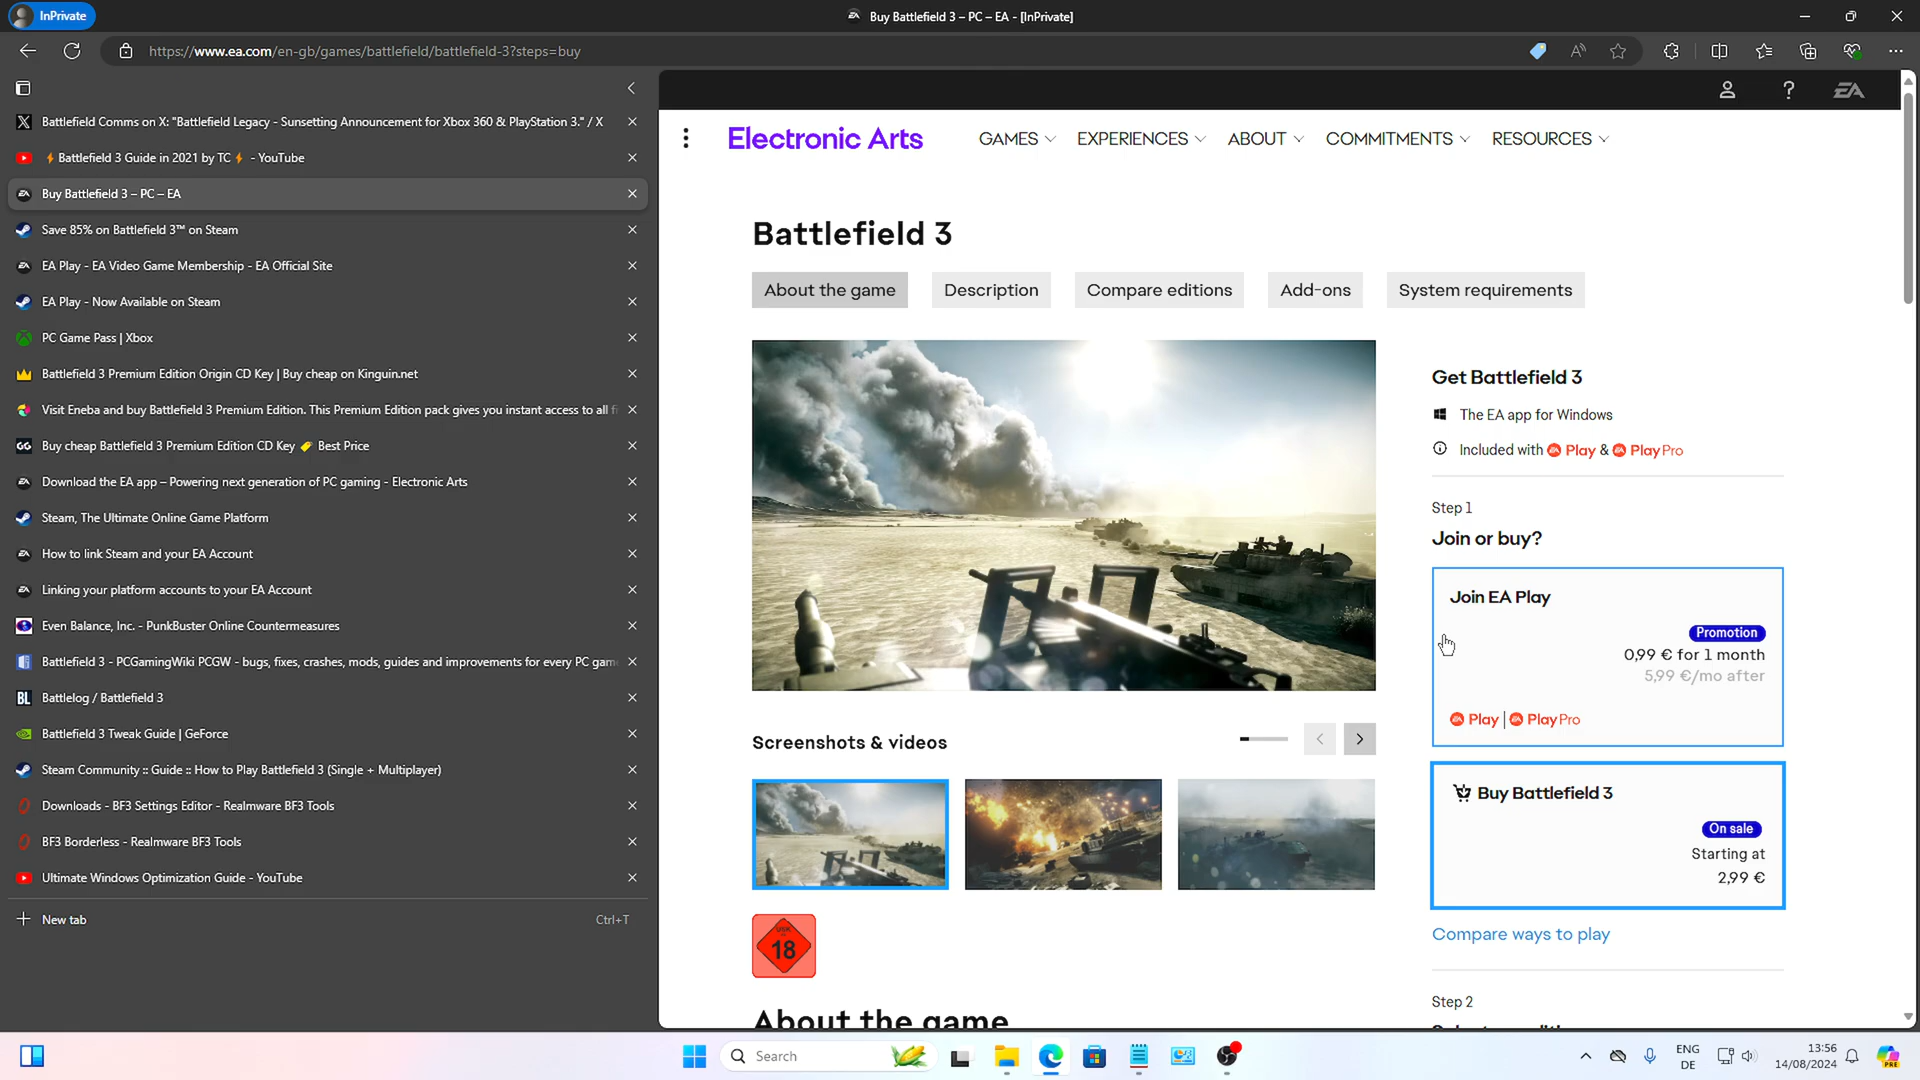 InPrivate
Buy Battlefield 3 – PC – EA - [InPrivate]
https://www.ea.com/en-gb/games/battlefield/battlefield-3?steps=buy
Battlefield Comms on X: "Battlefield Legacy - Sunsetting Announcement for Xbox 360 & PlayStation 3." / X
⚡Battlefield 3 Guide in 2021 by TC⚡ - YouTube
Buy Battlefield 3 – PC – EA
Save 85% on Battlefield 3™ on Steam
EA Play - EA Video Game Membership - EA Official Site
EA Play - Now Available on Steam
PC Game Pass | Xbox
Battlefield 3 Premium Edition Origin CD Key | Buy cheap on Kinguin.net
Visit Eneba and buy Battlefield 3 Premium Edition. This Premium Edition pack gives you instant access to all
Buy cheap Battlefield 3 Premium Edition CD Key 🏷️ Best Price
Download the EA app – Powering next generation of PC gaming - Electronic Arts
Steam, The Ultimate Online Game Platform
How to link Steam and your EA Account
Linking your platform accounts to your EA Account
Even Balance, Inc. - PunkBuster Online Countermeasures
Battlefield 3 - PCGamingWiki PCGW - bugs, fixes, crashes, mods, guides and improvements for every PC gam
Battlelog / Battlefield 3
Battlefield 3 Tweak Guide | GeForce
Steam Community :: Guide :: How to Play Battlefield 3 (Single + Multiplayer)
Downloads - BF3 Settings Editor - Realmware BF3 Tools
BF3 Borderless - Realmware BF3 Tools
Ultimate Windows Optimization Guide - YouTube
New tab Ctrl+T
EA
Electronic Arts GAMES EXPERIENCES ABOUT COMMITMENTS RESOURCES
Battlefield 3
About the game Description Compare editions Add-ons System requirements
Get Battlefield 3
The EA app for Windows
Included with Play & Play Pro
Step 1
Join or buy?
Join EA Play
Promotion
0,99 € for 1 month
5,99 €/mo after
Play | Play Pro
Buy Battlefield 3
On sale
Starting at
2,99 €
Compare ways to play
Step 2
Screenshots & videos
USK
18
About the game
Search
ENG
DE
13:56
14/08/2024
PRE